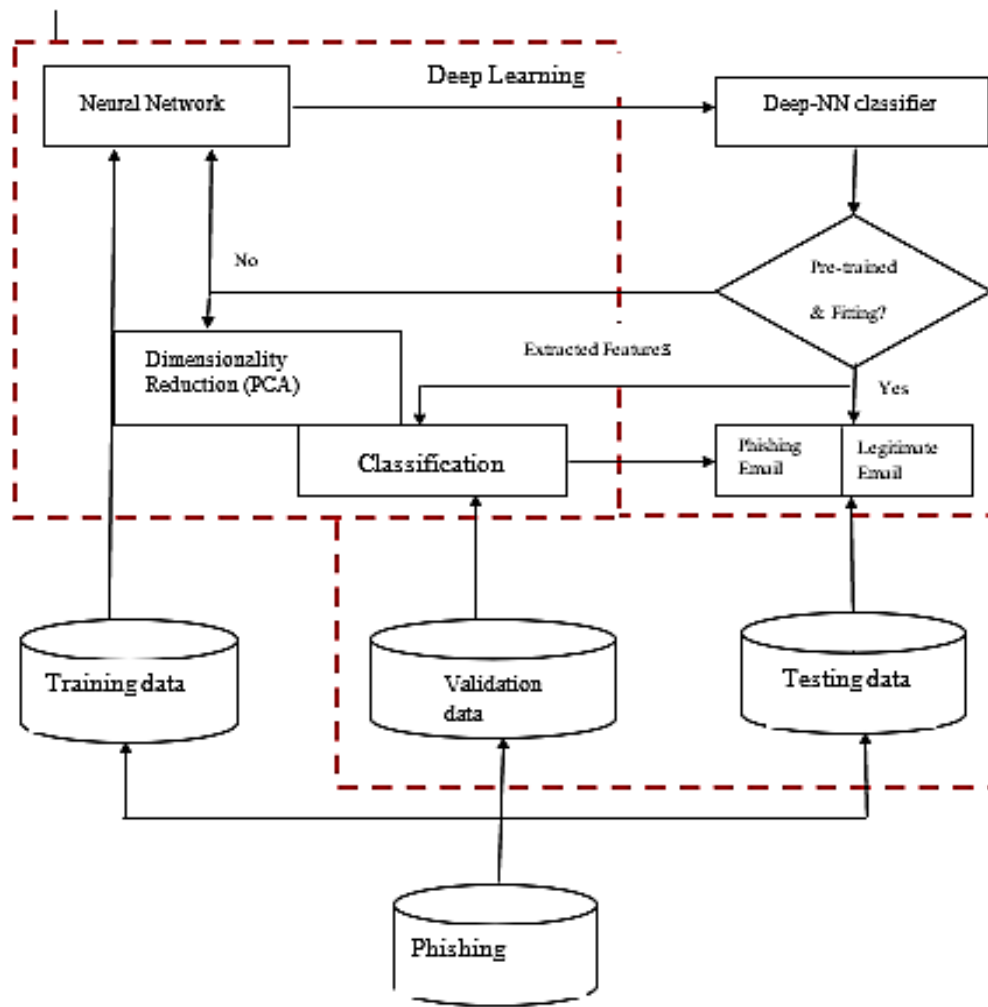 Deep Learning
Neural Network
Deep-NN classifier
No
Pre-trained
& Fitting?
Extracted Features
Dimensionality
Reduction (PCA)
Yes
Classification
Phishing
Email
Legitimate
Email
Training data
Validation
data
Testing data
Phishing